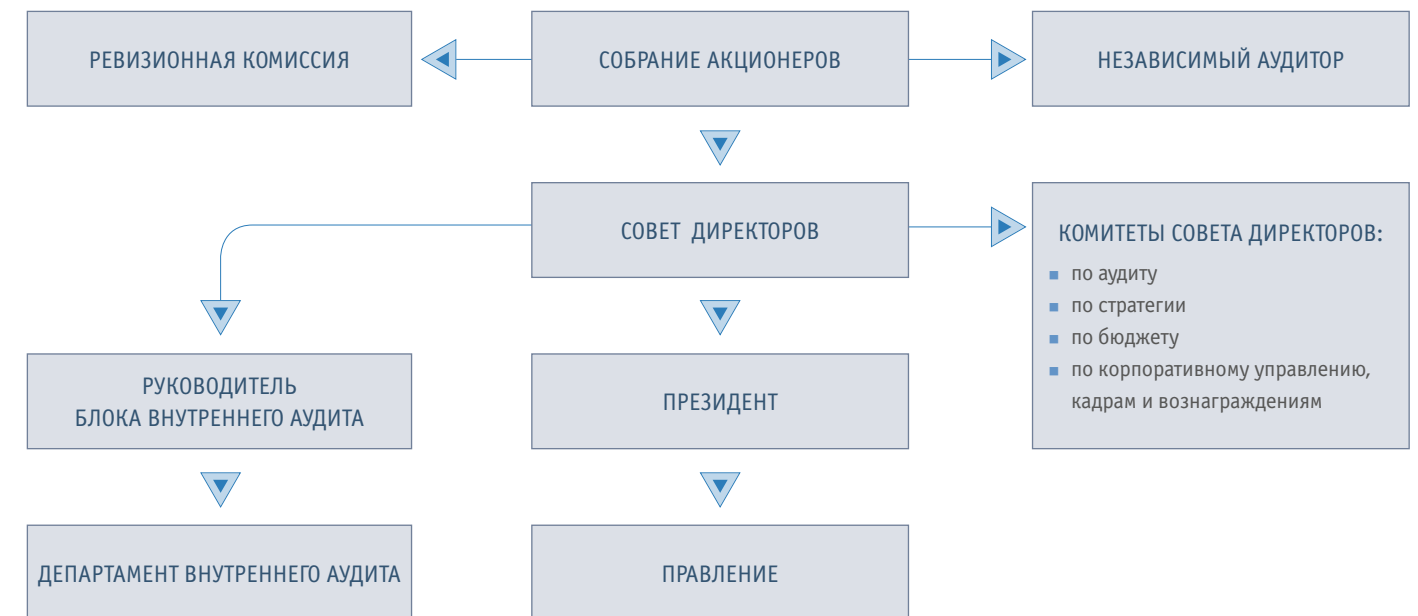 РЕВИЗИОННАЯ КОМИССИЯ
СОБРАНИЕ АКЦИОНЕРОВ
НЕЗАВИСИМЫЙ АУДИТОР
СОВЕТ ДИРЕКТОРОВ
КОМИТЕТЫ СОВЕТА ДИРЕКТОРОВ:
по аудиту
по стратегии
по бюджету
по корпоративному управлению,
кадрам и вознаграждениям
РУКОВОДИТЕЛЬ
БЛОКА ВНУТРЕННЕГО АУДИТА
ПРЕЗИДЕНТ
ДЕПАРТАМЕНТ ВНУТРЕННЕГО АУДИТА
ПРАВЛЕНИЕ